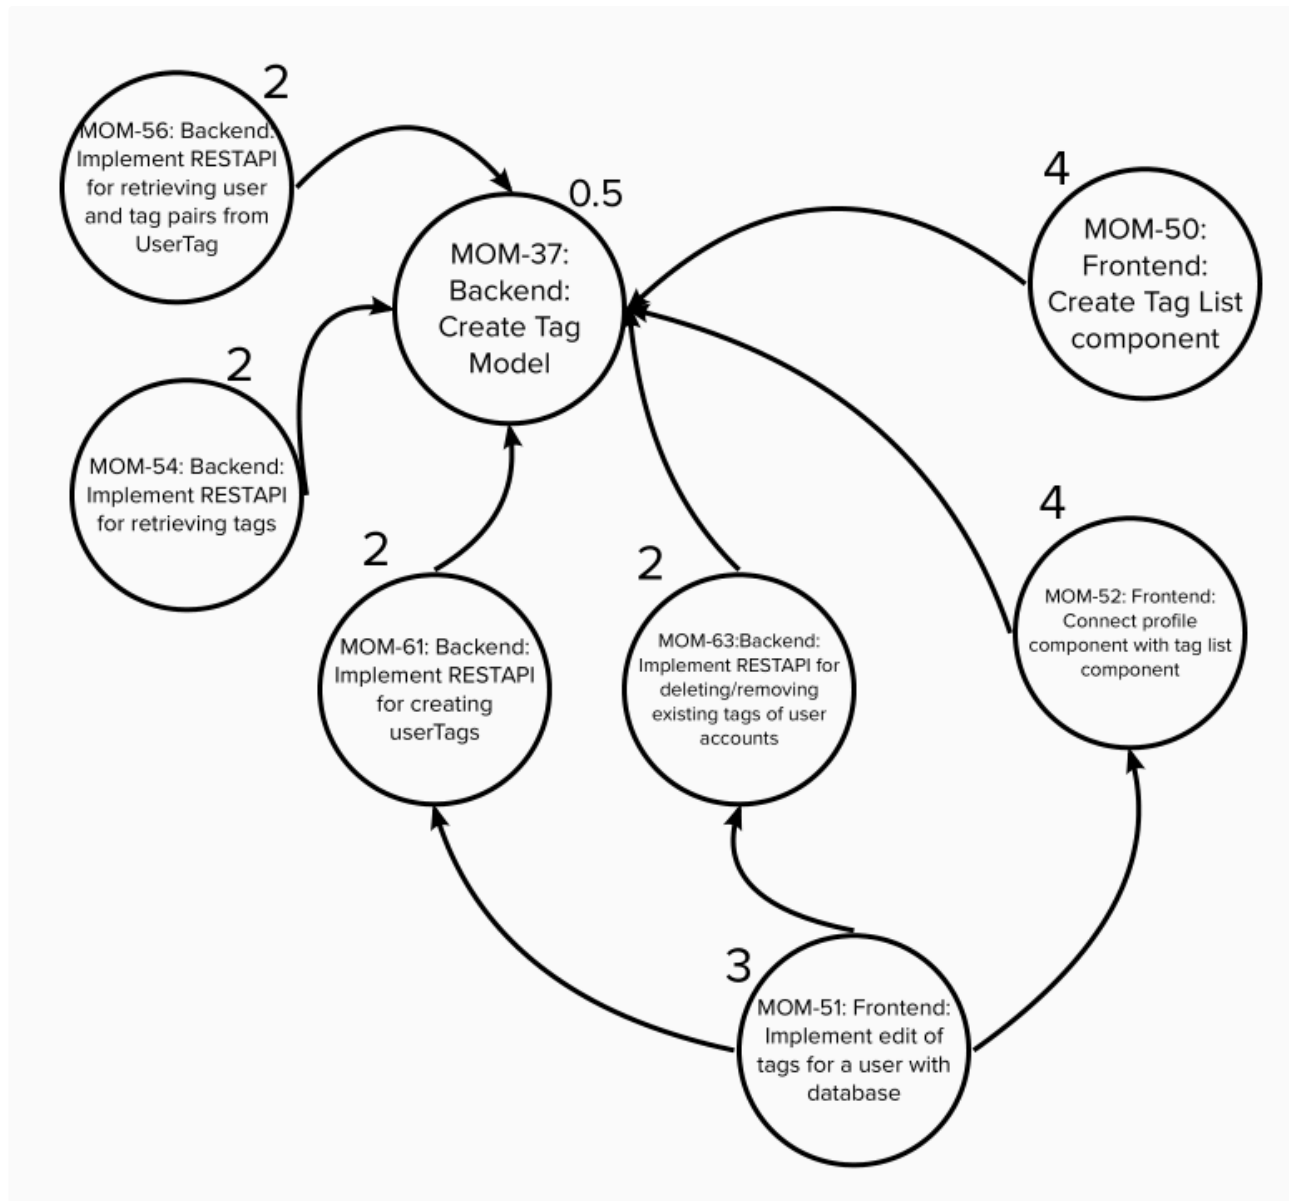 2
MOM-56: Backend:
Implement RESTAPI
for retrieving user
and tag pairs from
UserTag
0.5
MOM-37:
Backend:
Create Tag
Model
4
MOM-50:
Frontend:
Create Tag List
component
2
MOM-54: Backend:
Implement RESTAPI
for retrieving tags
2
MOM-61: Backend:
Implement RESTAPI
for creating
userTags
2
MOM-63:Backend:
Implement RESTAPI for
deleting/removing
existing tags of user
accounts
4
MOM-52: Frontend:
Connect profile
component with tag list
component
3
MOM-51: Frontend:
Implement edit of
tags for a user with
database